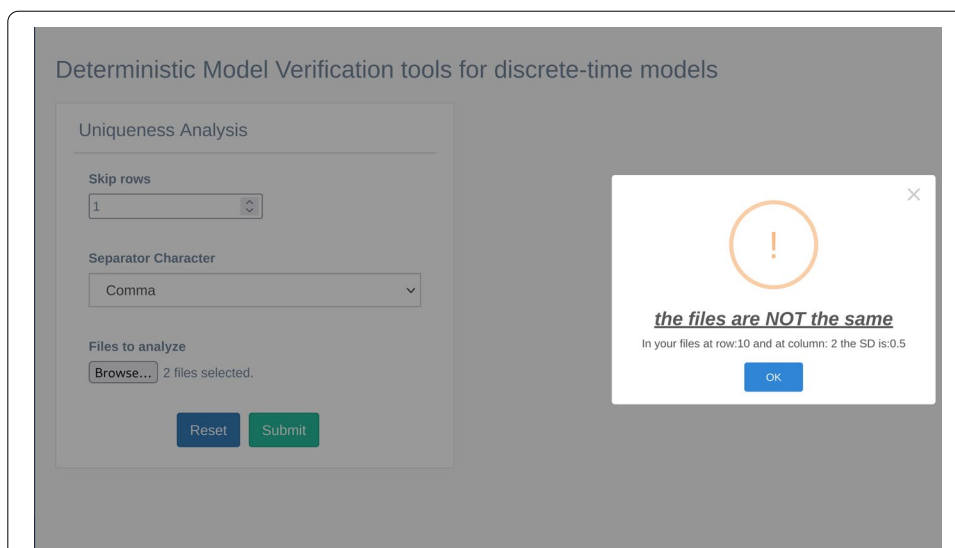 Deterministic Model Verification tools for discrete-time models
Uniqueness Analysis
Skip rows
1
Separator Character
Comma
Files to analyze
Browse... 2 files selected.
Reset Submit
×
!
the files are NOT the same
In your files at row:10 and at column: 2 the SD is:0.5
OK